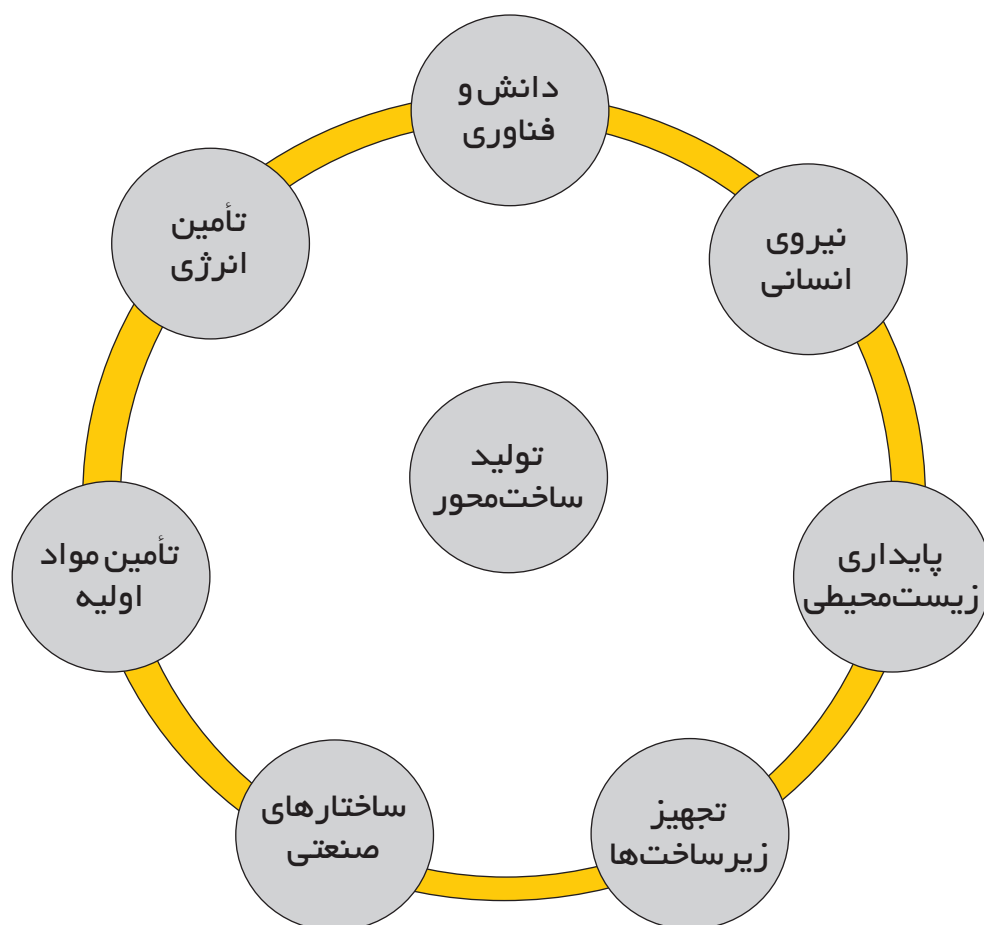 دانش و
فناوری
نیروی
انسانی
تأمین
انرژی
تولید
ساخت‌محور
پایداری
زیست‌محیطی
تأمین مواد
اولیه
تجهیز
زیرساخت‌ها
ساختارهای
صنعتی